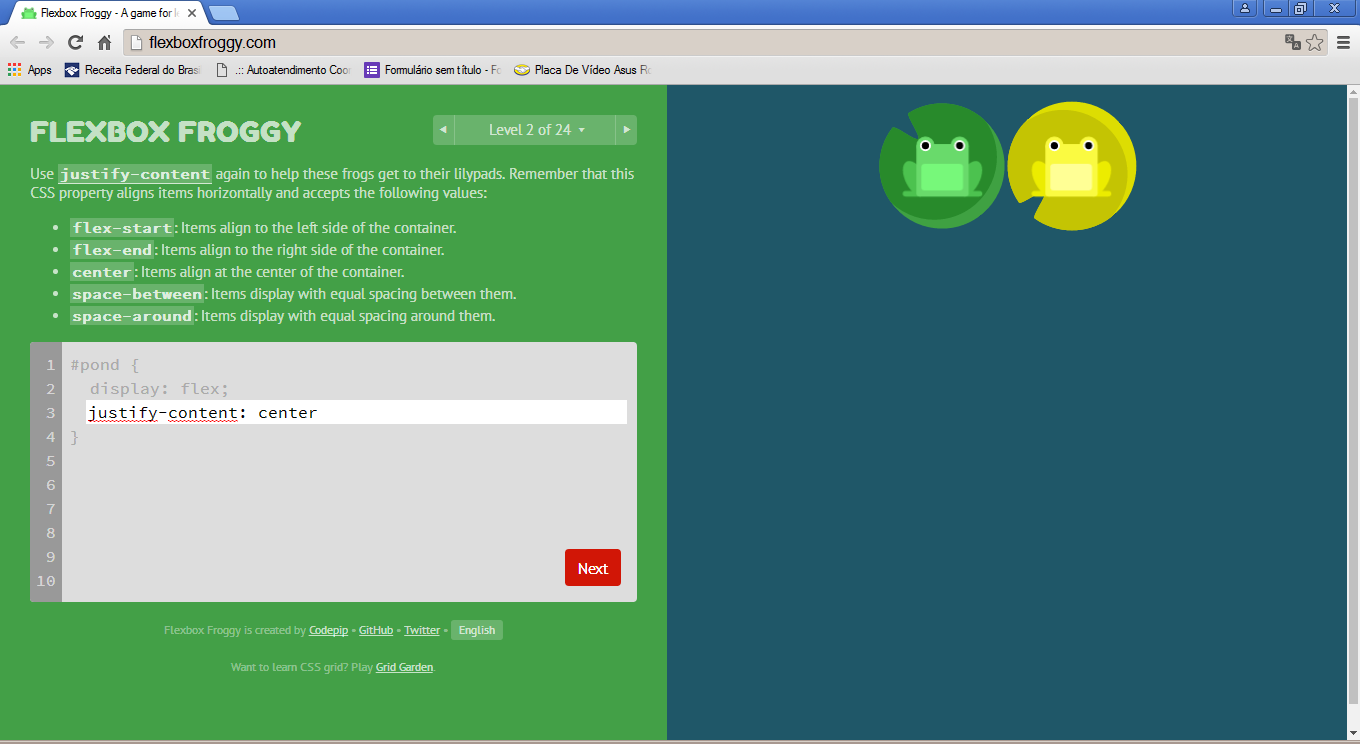 Flexbox Froggy - A game for l
flexboxfroggy.com
Apps Receita Federal do Brasi .:: Autoatendimento Coor Formulário sem título - Fo Placa De Vídeo Asus Ro
FLEXBOX FROGGY
Level 2 of 24
Use justify-content again to help these frogs get to their lilypads. Remember that this
CSS property aligns items horizontally and accepts the following values:
• flex-start: Items align to the left side of the container.
• flex-end: Items align to the right side of the container.
• center: Items align at the center of the container.
• space-between: Items display with equal spacing between them.
• space-around: Items display with equal spacing around them.
1 #pond {
2 display: flex;
3 justify-content: center
4 }
5
6
7
8
9
10
Next
Flexbox Froggy is created by Codepip • GitHub • Twitter • English
Want to learn CSS grid? Play Grid Garden.